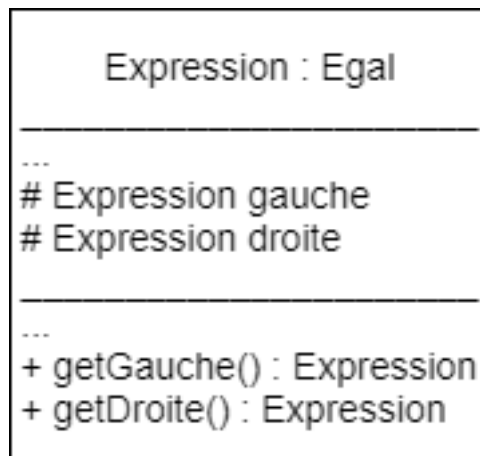 Expression : Egal
...
# Expression gauche
# Expression droite
...
+ getGauche() : Expression
+ getDroite() : Expression